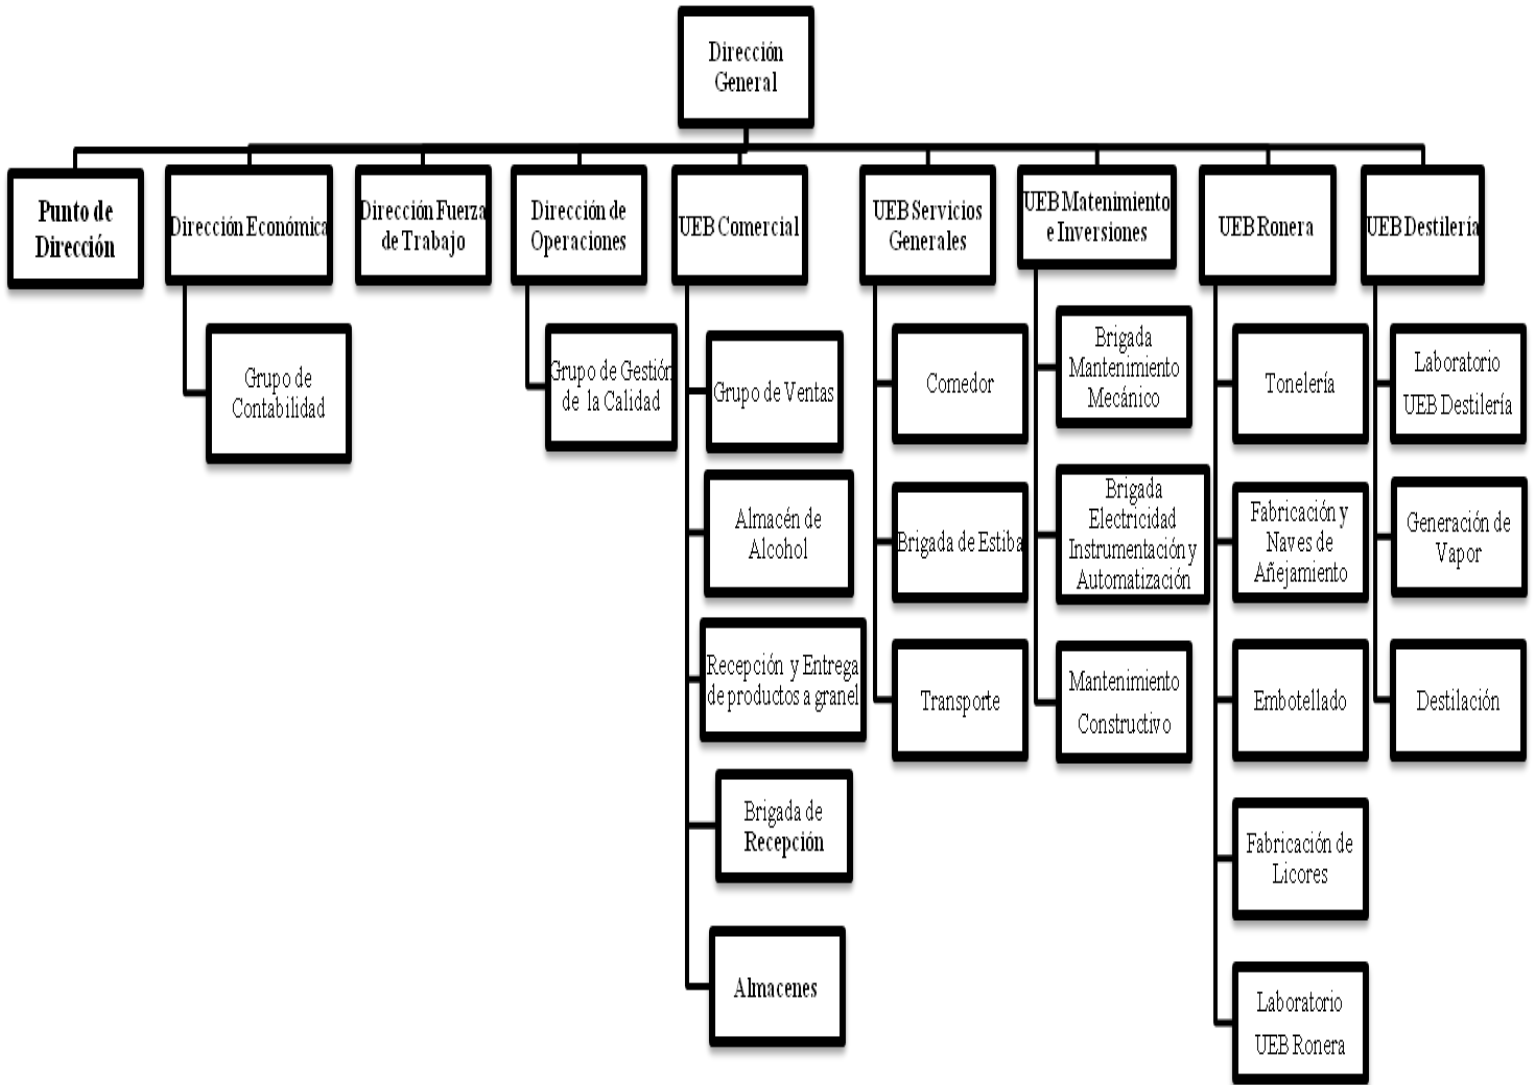 Dirección
General
Punto de
Dirección
Dirección Económica
Dirección Fuerza
de Trabajo
Dirección de
Operaciones
UEB Comercial
UEB Servicios
Generales
UEB Matenimiento
e Inversiones
UEB Ronera
UEB Destilería
Grupo de
Contabilidad
Grupo de Gestión
de la Calidad
Grupo de Ventas
Almacén de
Alcohol
Recepción y Entrega
de productos a granel
Brigada de
Recepción
Almacenes
Comedor
Brigada de Estiba
Transporte
Brigada
Mantenimiento
Mecánico
Brigada
Electricidad
Instrumentación y
Automatización
Mantenimiento
Constructivo
Tonelería
Fabricación y
Naves de
Añejamiento
Embotellado
Fabricación de
Licores
Laboratorio
UEB Ronera
Laboratorio
UEB Destilería
Generación de
Vapor
Destilación